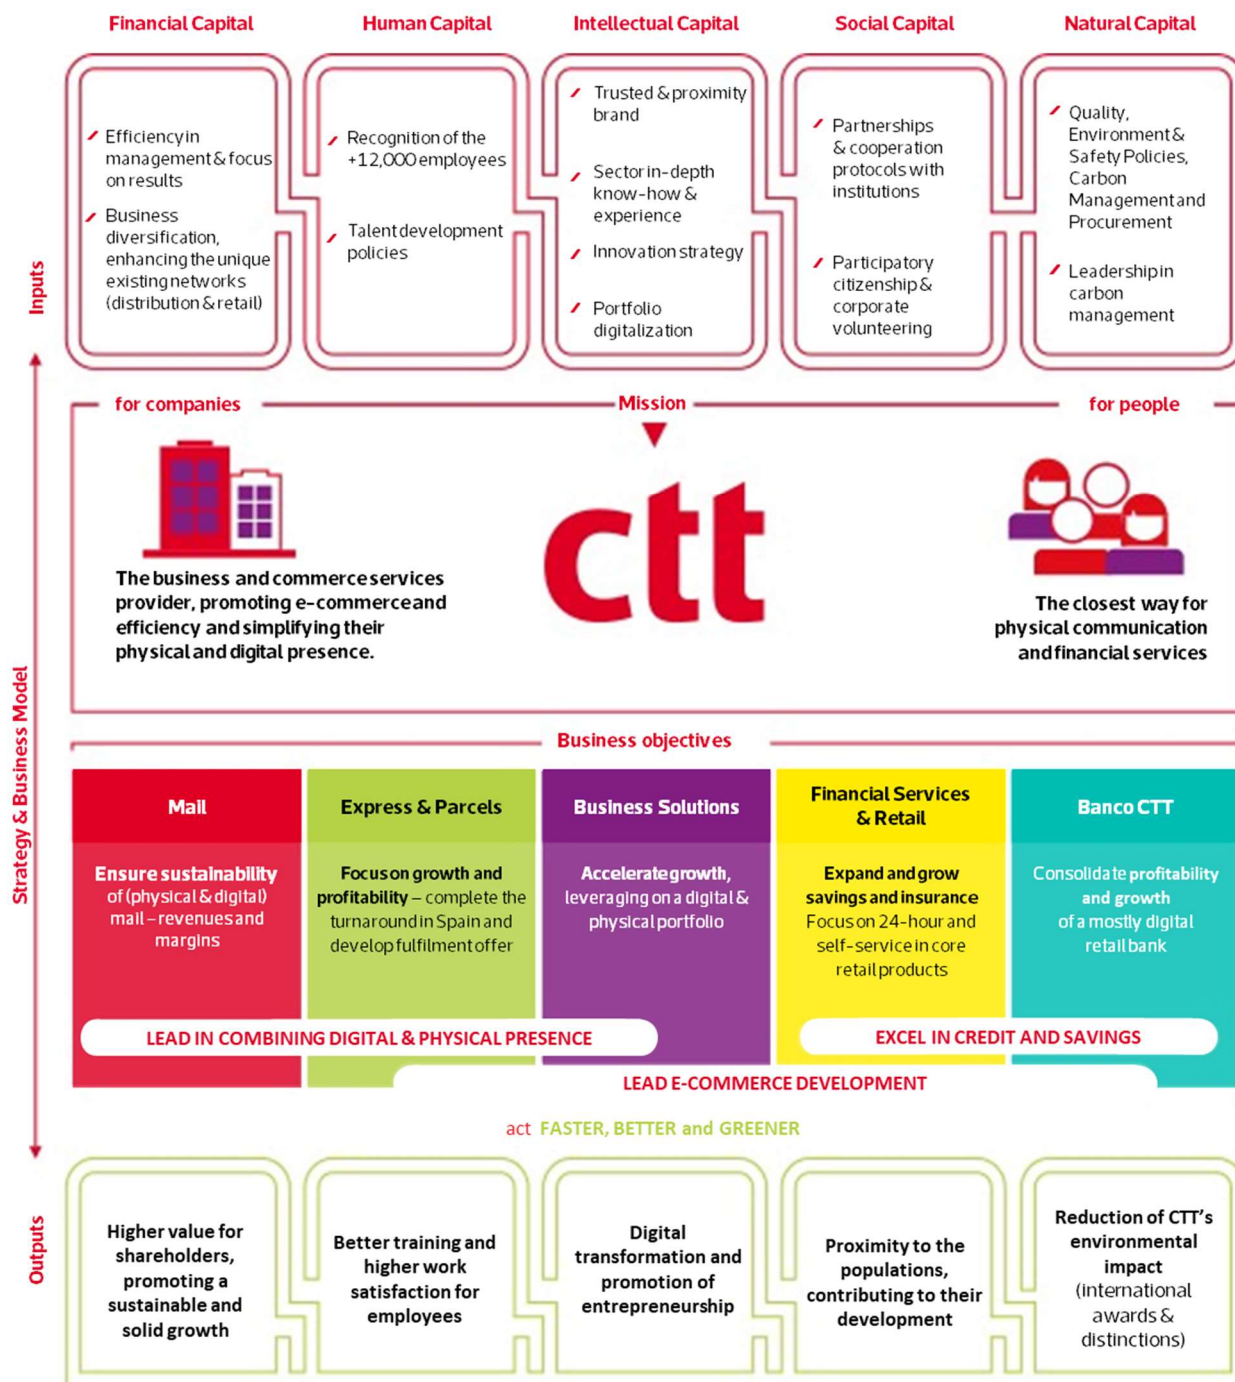 Financial Capital
Human Capital
Intellectual Capital
Social Capital
Natural Capital
Inputs
Efficiency in
management & focus
on results
Business
diversification,
enhancing the unique
existing networks
(distribution & retail)
Recognition of the
+12,000 employees
Talent development
policies
Trusted & proximity
brand
Sector in-depth
know-how &
experience
Innovation strategy
Portfolio
digitalization
Partnerships
& cooperation
protocols with
institutions
Participatory
citizenship &
corporate
volunteering
Quality,
Environment &
Safety Policies,
Carbon
Management and
Procurement
Leadership in
carbon
management
Strategy & Business Model
for companies
Mission
for people
ctt
The business and commerce services
provider, promoting e-commerce and
efficiency and simplifying their
physical and digital presence.
The closest way for
physical communication
and financial services
Business objectives
Mail
Ensure sustainability
of (physical & digital)
mail – revenues and
margins
Express & Parcels
Focus on growth and
profitability – complete the
turnaround in Spain and
develop fulfilment offer
Business Solutions
Accelerate growth,
leveraging on a digital &
physical portfolio
Financial Services
& Retail
Expand and grow
savings and insurance
Focus on 24-hour and
self-service in core
retail products
Banco CTT
Consolidate profitability
and growth
of a mostly digital
retail bank
LEAD IN COMBINING DIGITAL & PHYSICAL PRESENCE
EXCEL IN CREDIT AND SAVINGS
LEAD E-COMMERCE DEVELOPMENT
act FASTER, BETTER and GREENER
Outputs
Higher value for
shareholders,
promoting a
sustainable and
solid growth
Better training and
higher work
satisfaction for
employees
Digital
transformation and
promotion of
entrepreneurship
Proximity to the
populations,
contributing to their
development
Reduction of CTT's
environmental
impact
(international
awards &
distinctions)